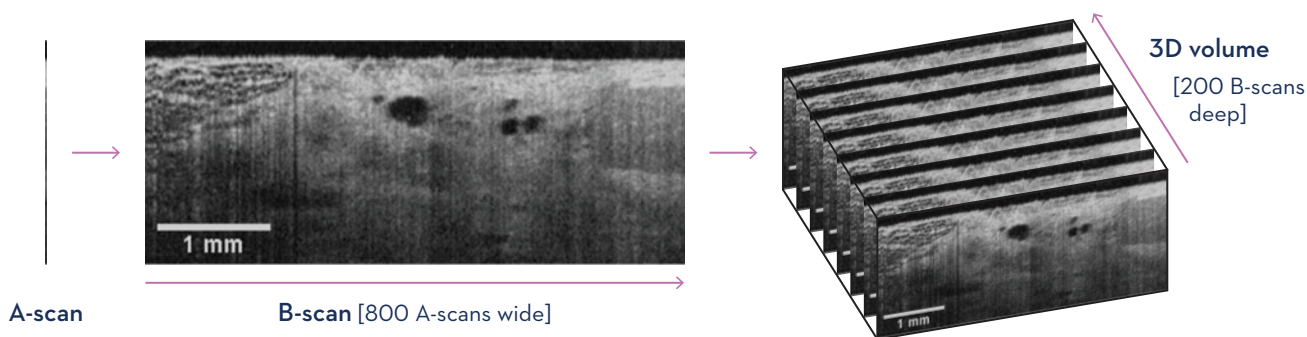 1 mm
A-scan
B-scan [800 A-scans wide]
3D volume
[200 B-scans
deep]
1 mm